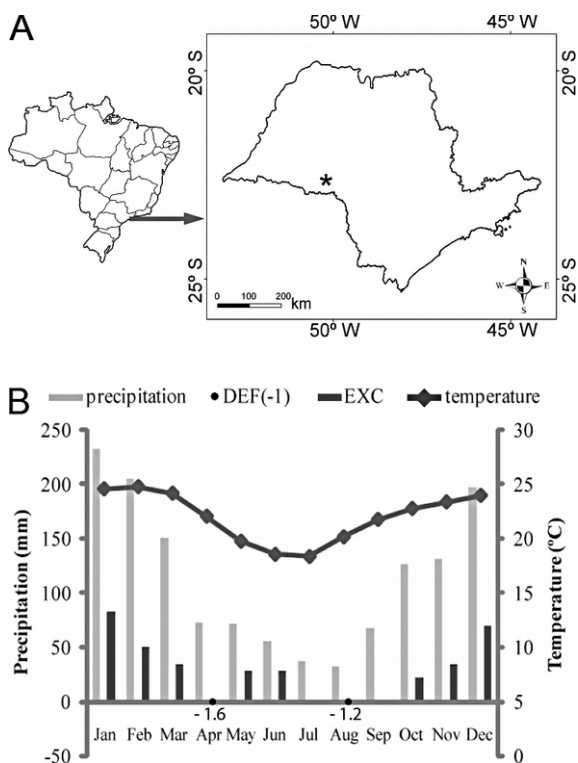 A
50º W
45º W
20º S
20º S
*
25º S
25º S
N
W
E
S
0
100
200
km
50ºW
45º W
B
precipitation
DEF(-1)
EXC
temperature
Precipitation (mm)
250
200
150
100
50
0
-50
30
25
20
15
10
5
0
Temperature (ºC)
-1.6
-1.2
Jan Feb Mar Apr May Jun Jul Aug Sep Oct Nov Dec